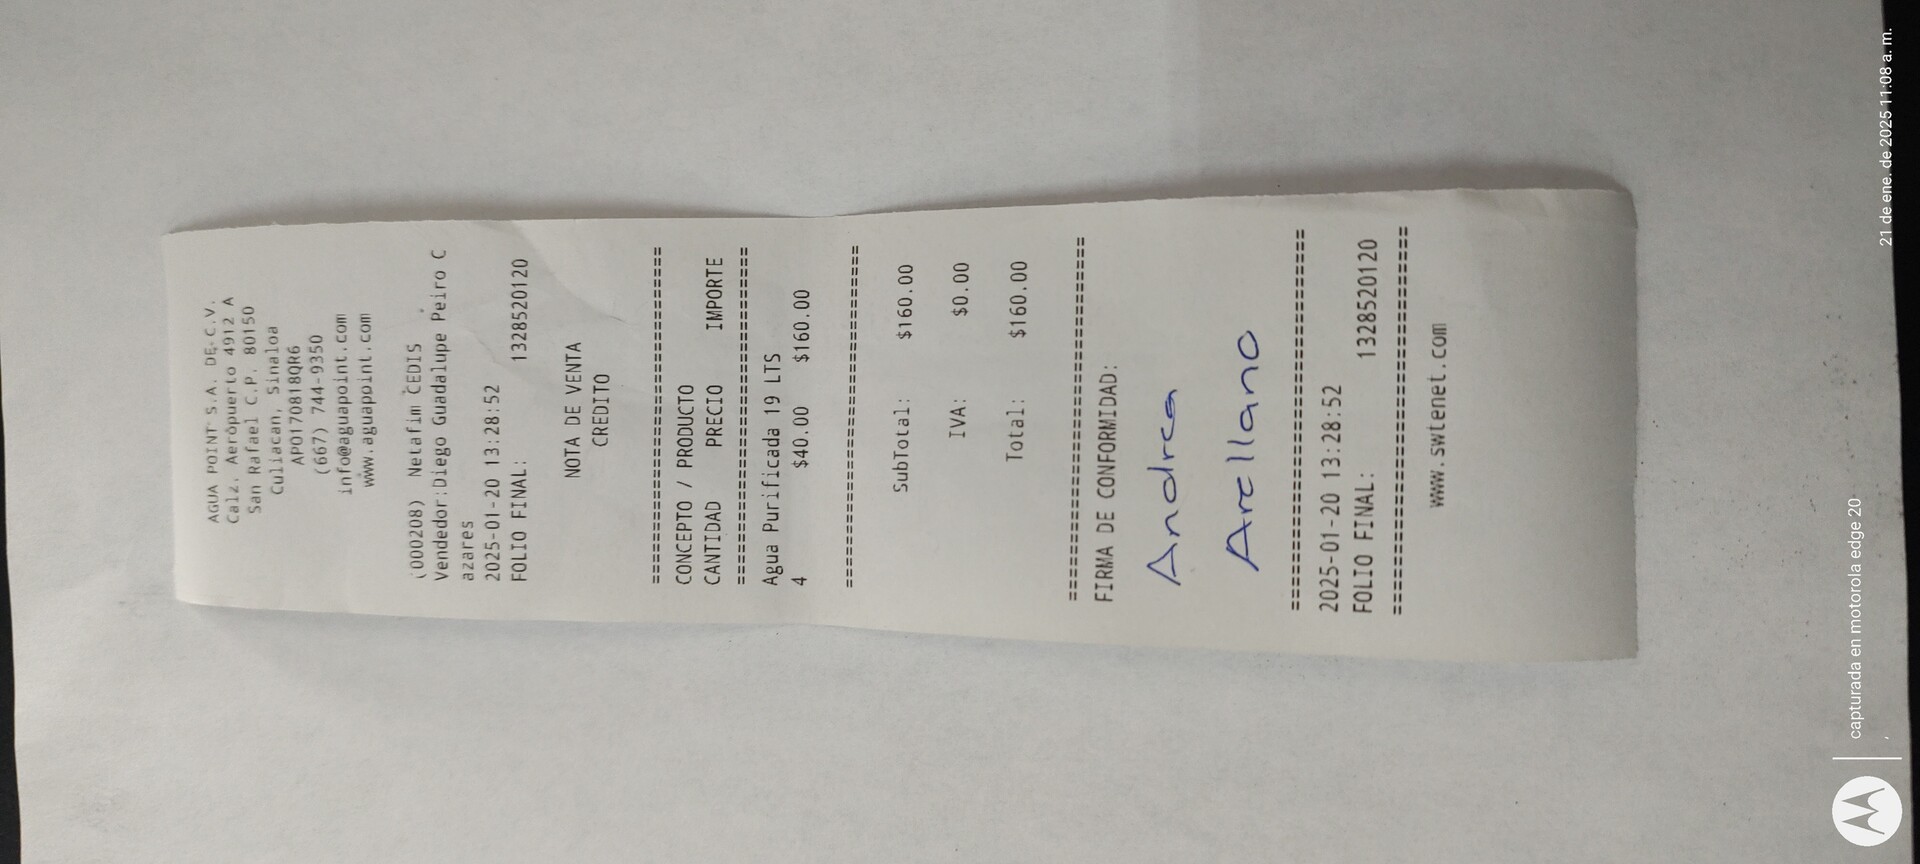 AGUA POINT S.A. DE C.V.
Calz. Aeropuerto 4912 A
San Rafael C.P. 80150
Culiacan, Sinaloa
APO170818QR6
(667) 744-9350
info@aguapoint.com
www.aguapoint.com
(000208) Netafim CEDIS
Vendedor:Diego Guadalupe Peiro C
azares
2025-01-20 13:28:52
FOLIO FINAL: 1328520120
NOTA DE VENTA
CREDITO
================================
CONCEPTO / PRODUCTO
CANTIDAD PRECIO IMPORTE
================================
Agua Purificada 19 LTS
4 $40.00 $160.00
================================
SubTotal: $160.00
IVA: $0.00
Total: $160.00
================================
FIRMA DE CONFORMIDAD:
Andrea
Arellano
================================
2025-01-20 13:28:52
FOLIO FINAL: 1328520120
================================
www.swtenet.com
capturada en motorola edge 20
21 de ene. de 2025 11:08 a. m.